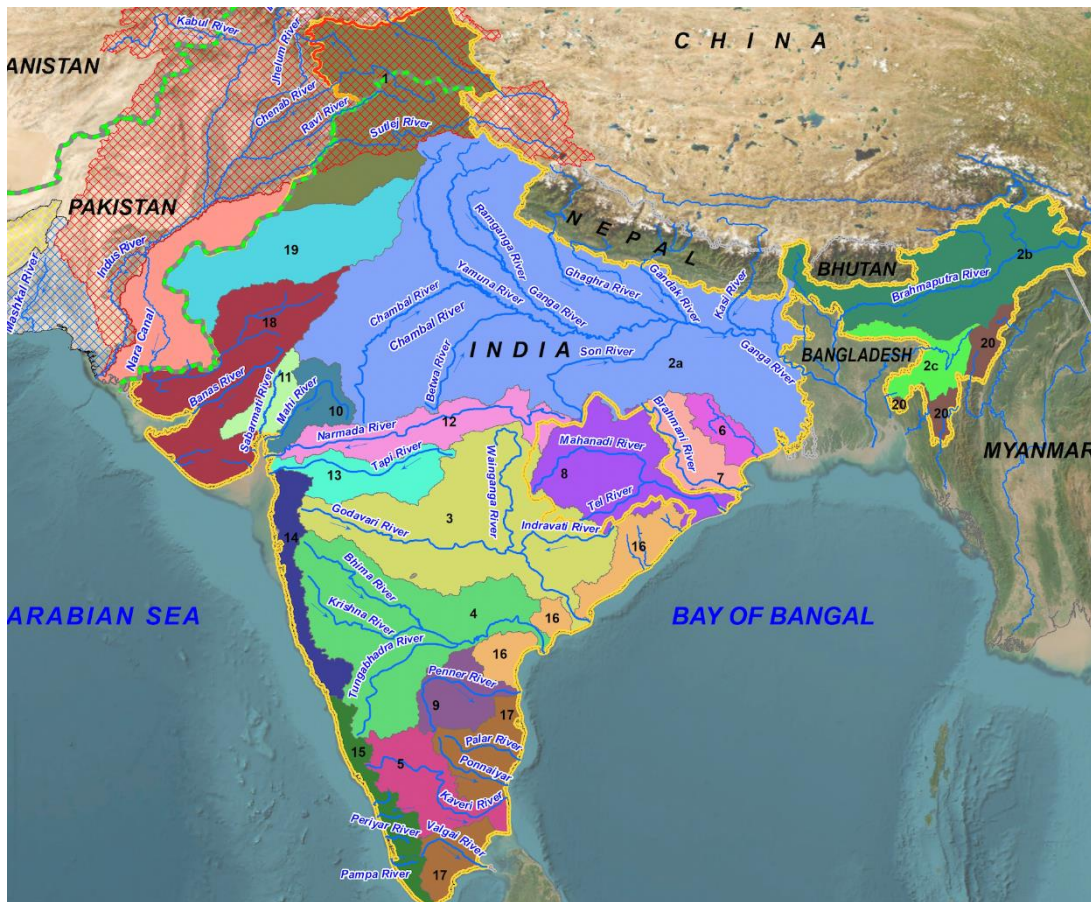 Kabul River
CHINA
ANISTAN
Jhelum River
1
Chenab River
Ravi River
Sutlej River
PAKISTAN
Indus River
19
Ramganga River
NEPAL
Mashkal River
Nara Canal
18
Yamuna River
Ganga River
Ghaghra River
Gandak River
Kasi River
BHUTAN
2b
Brahmaputra River
Chambal River
Chambal River
INDIA
Son River
2a
Ganga River
BANGLADESH
2c
20
20
20
MYANMAR
Banas River
Sabarmati River
11
Mahi River
10
Betwa River
Narmada River
12
Tapi River
13
Wainganga River
Mahanadi River
8
Tel River
Brahmani River
6
7
3
Godavari River
Indravati River
16
14
Bhima River
Krishna River
4
16
ARABIAN SEA
BAY OF BANGAL
Tungabhadra River
16
Penner River
9
17
Palar River
15
5
Ponnaiyar
Kaveri River
Periyar River
Valgai River
Pampa River
17